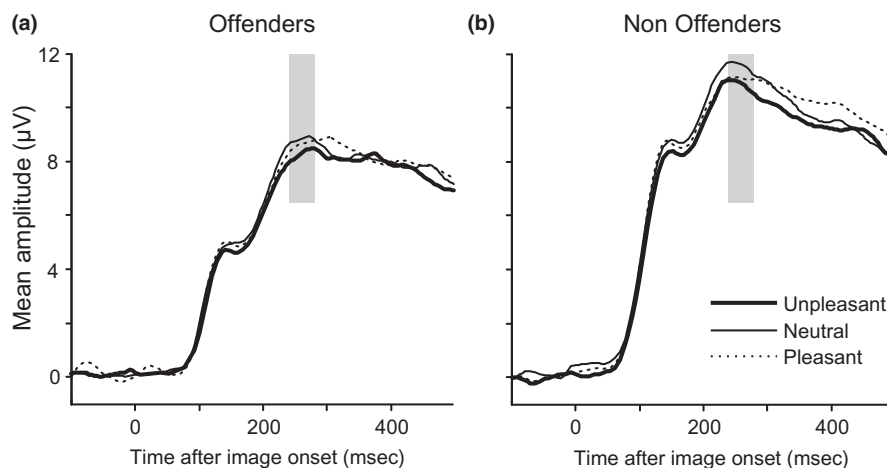 (a)
Offenders
(b)
Non Offenders
12
8
4
0
Mean amplitude (μV)
0
200
400
Time after image onset (msec)
0
200
400
Time after image onset (msec)
Unpleasant
Neutral
Pleasant